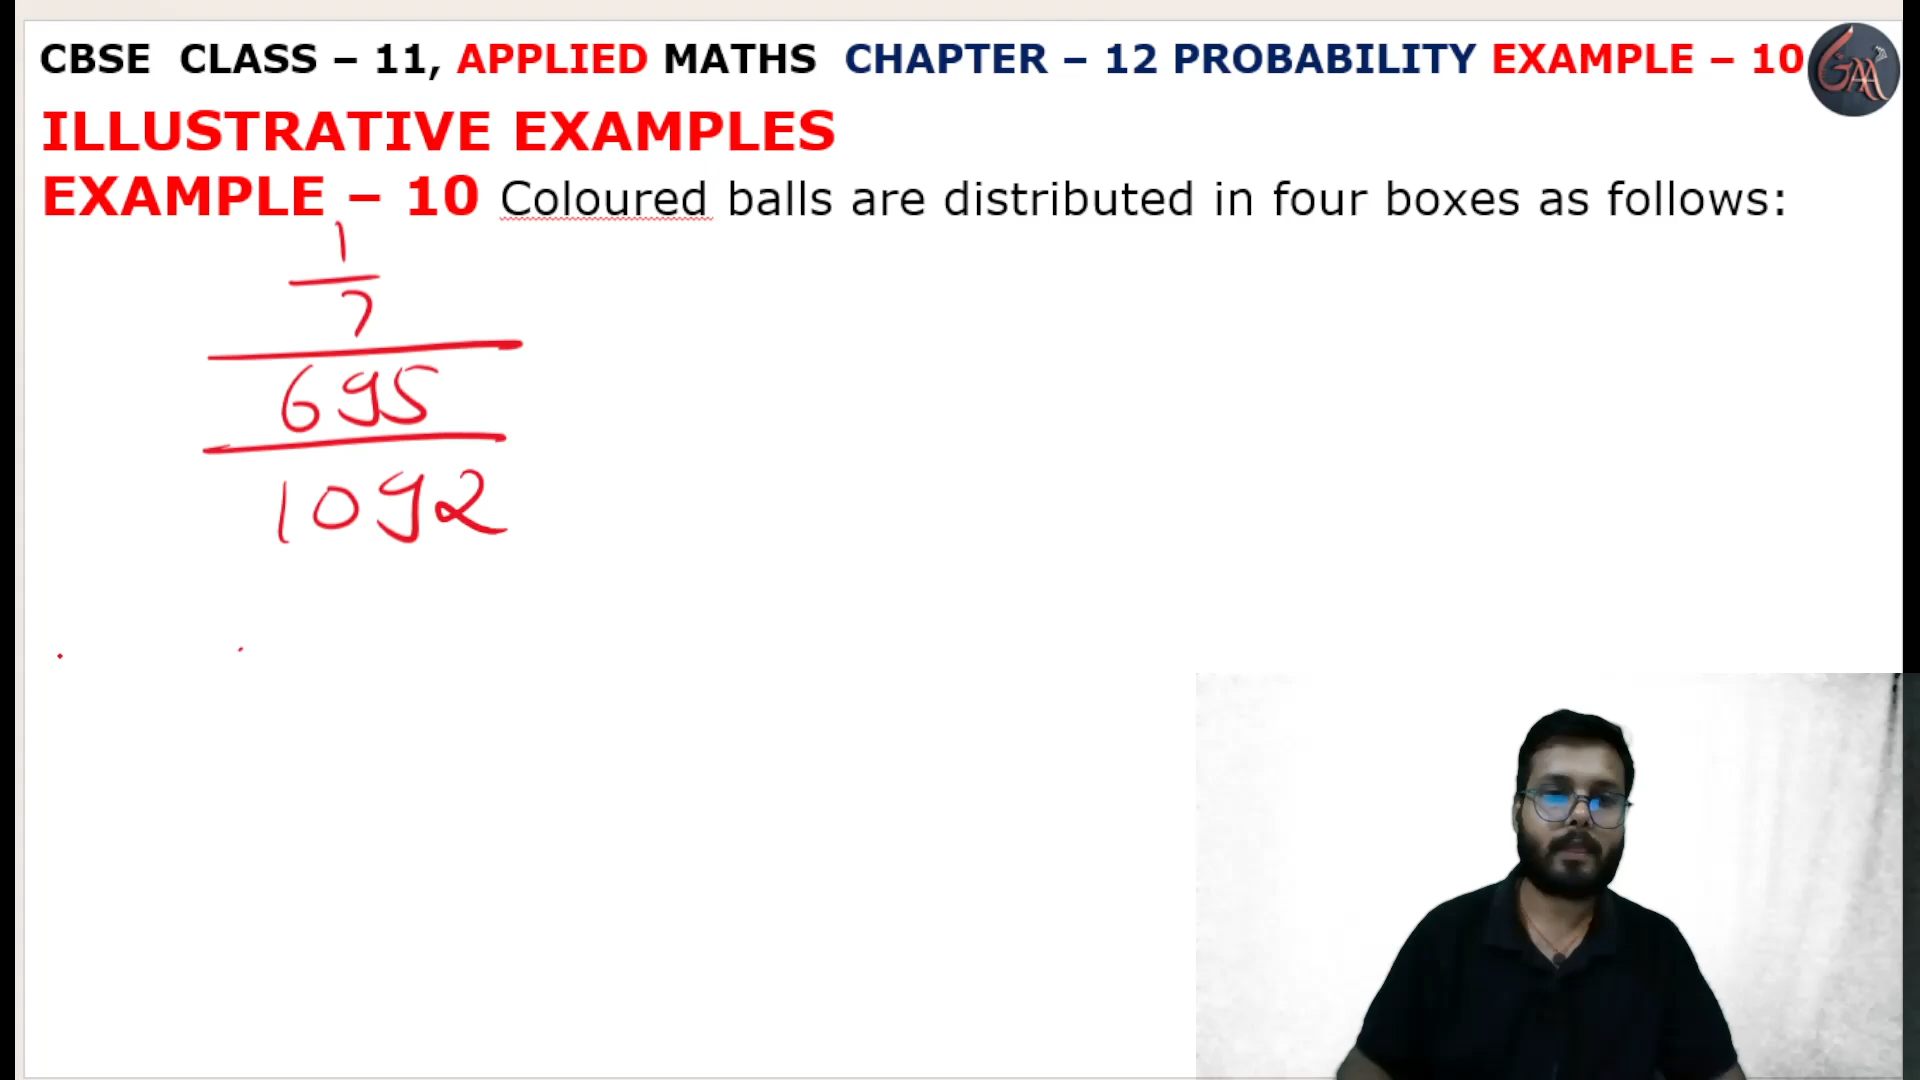 CBSE CLASS – 11, APPLIED MATHS CHAPTER – 12 PROBABILITY EXAMPLE – 10
ILLUSTRATIVE EXAMPLES
EXAMPLE – 10 Coloured balls are distributed in four boxes as follows:
1
7
695
1092